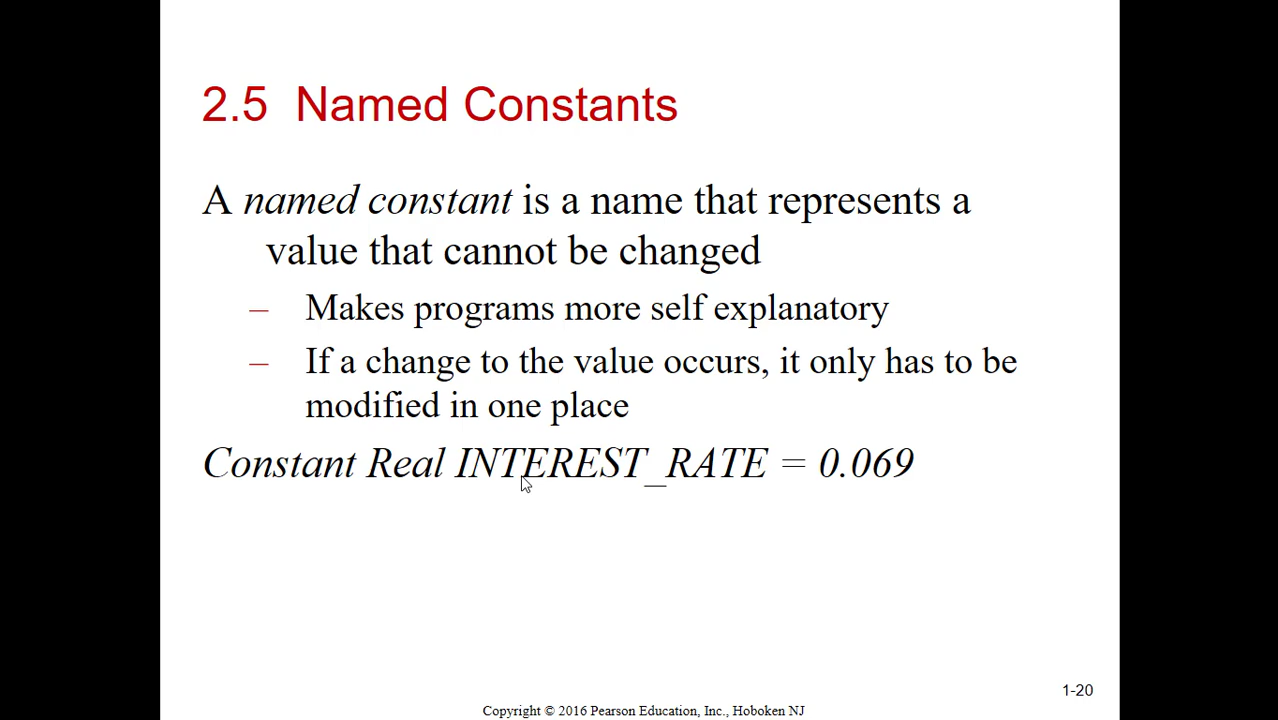 2.5 Named Constants
A named constant is a name that represents a
value that cannot be changed
– Makes programs more self explanatory
– If a change to the value occurs, it only has to be
modified in one place
Constant Real INTEREST_RATE = 0.069
1-20
Copyright © 2016 Pearson Education, Inc., Hoboken NJ